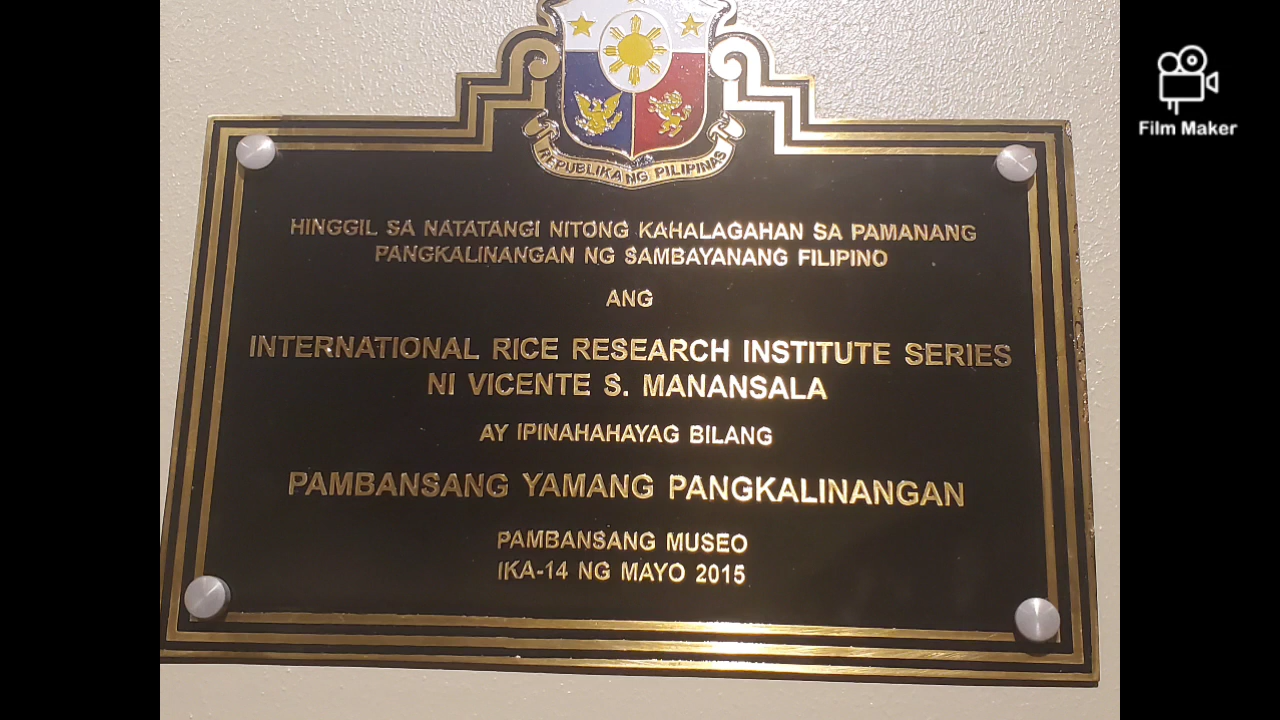 REPUBLIKA NG PILIPINAS
HINGGIL SA NATATANGI NITONG KAHALAGAHAN SA PAMANANG
PANGKALINANGAN NG SAMBAYANANG FILIPINO
ANG
INTERNATIONAL RICE RESEARCH INSTITUTE SERIES
NI VICENTE S. MANANSALA
AY IPINAHAHAYAG BILANG
PAMBANSANG YAMANG PANGKALINANGAN
PAMBANSANG MUSEO
IKA-14 NG MAYO 2015
Film Maker